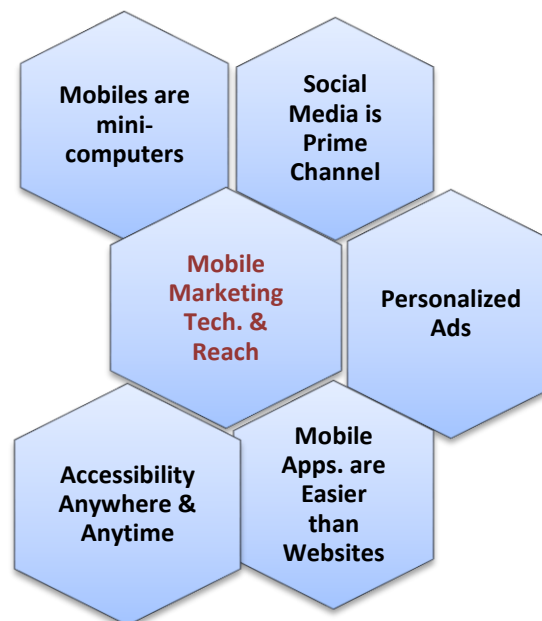 Mobiles are
mini-
computers
Social
Media is
Prime
Channel
Mobile
Marketing
Tech. &
Reach
Personalized
Ads
Accessibility
Anywhere &
Anytime
Mobile
Apps. are
Easier
than
Websites